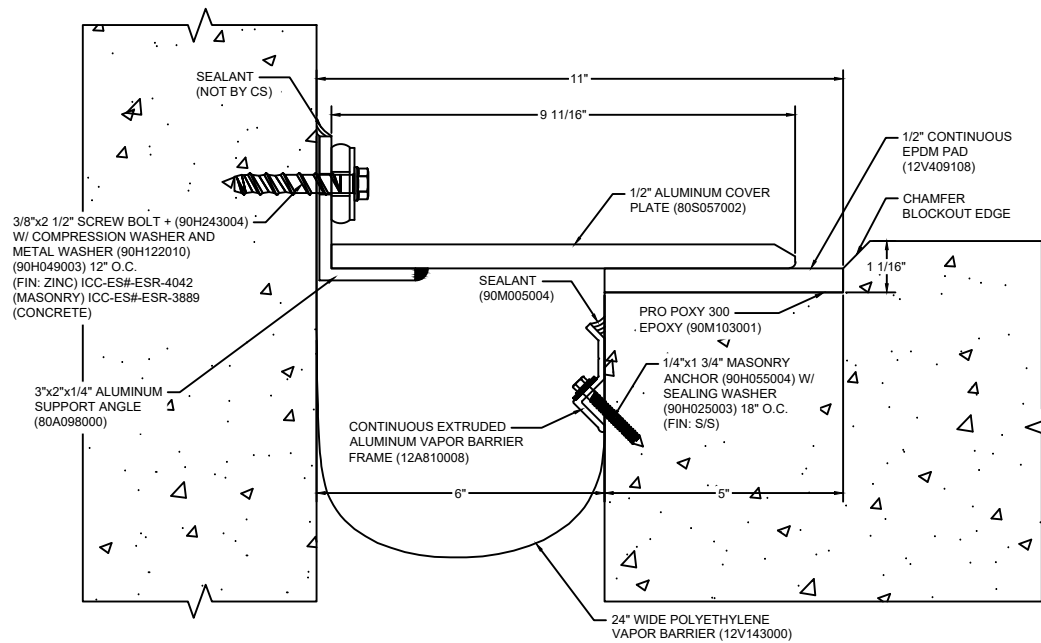 SEALANT
(NOT BY CS)
11"
9 11/16"
1/2" CONTINUOUS
EPDM PAD
(12V409108)
1/2" ALUMINUM COVER
PLATE (80S057002)
CHAMFER
BLOCKOUT EDGE
3/8"x2 1/2" SCREW BOLT + (90H243004)
W/ COMPRESSION WASHER AND
METAL WASHER (90H122010)
(90H049003) 12" O.C.
(FIN: ZINC) ICC-ES#-ESR-4042
(MASONRY) ICC-ES#-ESR-3889
(CONCRETE)
1 1/16"
SEALANT
(90M005004)
PRO POXY 300
EPOXY (90M103001)
1/4"x1 3/4" MASONRY
ANCHOR (90H055004) W/
SEALING WASHER
(90H025003) 18" O.C.
(FIN: S/S)
3"x2"x1/4" ALUMINUM
SUPPORT ANGLE
(80A098000)
CONTINUOUS EXTRUDED
ALUMINUM VAPOR BARRIER
FRAME (12A810008)
6"
5"
24" WIDE POLYETHYLENE
VAPOR BARRIER (12V143000)